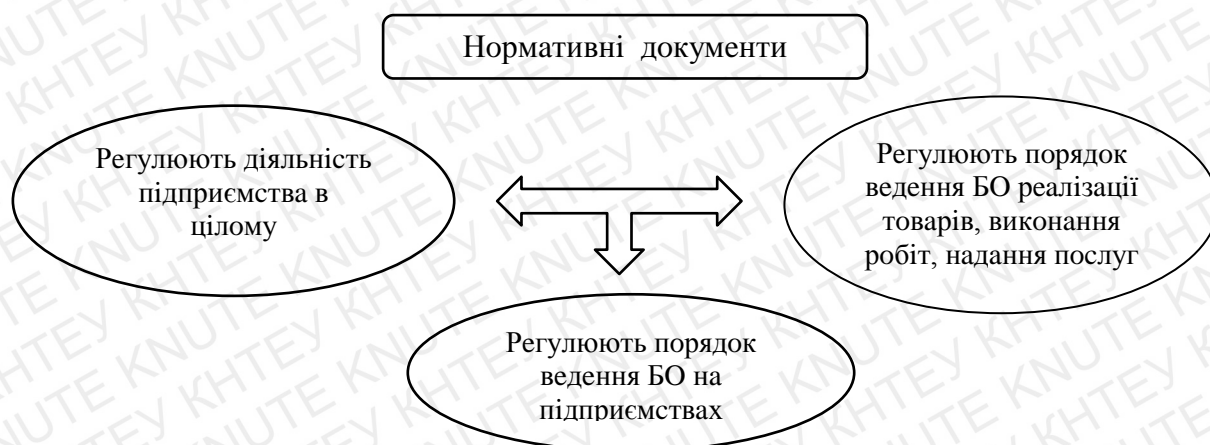 Нормативні документи
Регулюють діяльність
підприємства в
цілому
Регулюють порядок
ведення БО реалізації
товарів, виконання
робіт, надання послуг
Регулюють порядок
ведення БО на
підприємствах